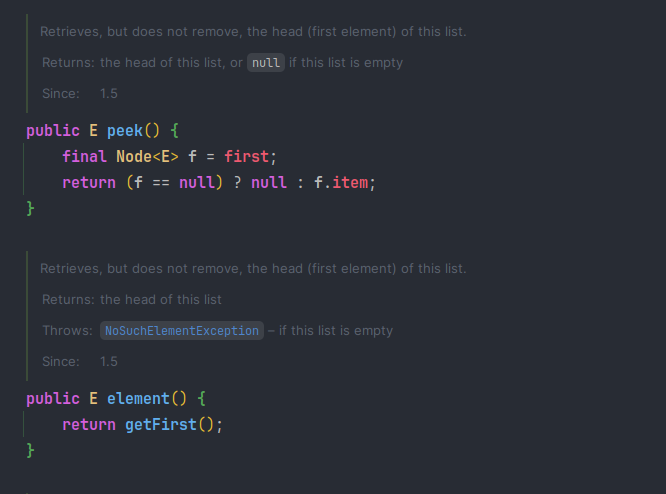 Retrieves, but does not remove, the head (first element) of this list.
Returns: the head of this list, or null if this list is empty
Since: 1.5
public E peek() {
    final Node<E> f = first;
    return (f == null) ? null : f.item;
}
Retrieves, but does not remove, the head (first element) of this list.
Returns: the head of this list
Throws: NoSuchElementException – if this list is empty
Since: 1.5
public E element() {
    return getFirst();
}